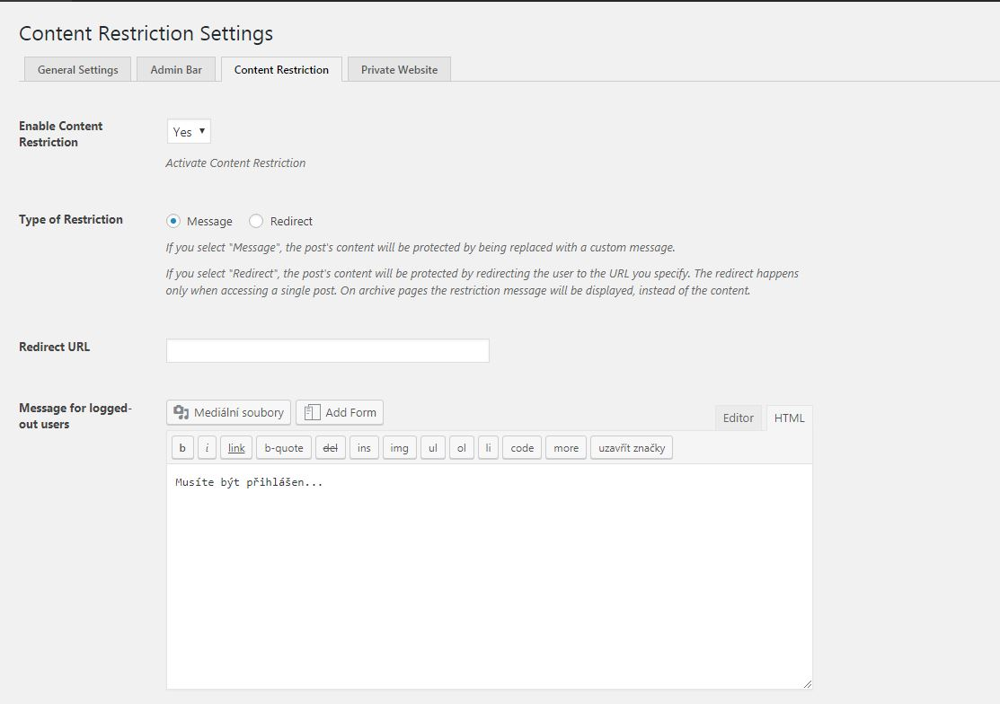 Content Restriction Settings
General Settings Admin Bar Content Restriction Private Website
Enable Content
Restriction
Yes
Activate Content Restriction
Type of Restriction
Message Redirect
If you select "Message", the post's content will be protected by being replaced with a custom message.
If you select "Redirect", the post's content will be protected by redirecting the user to the URL you specify. The redirect happens
only when accessing a single post. On archive pages the restriction message will be displayed, instead of the content.
Redirect URL
Message for logged-
out users
Mediální soubory Add Form
Editor HTML
b i link b-quote del ins img ul ol li code more uzavřít značky
Musíte být přihlášen...